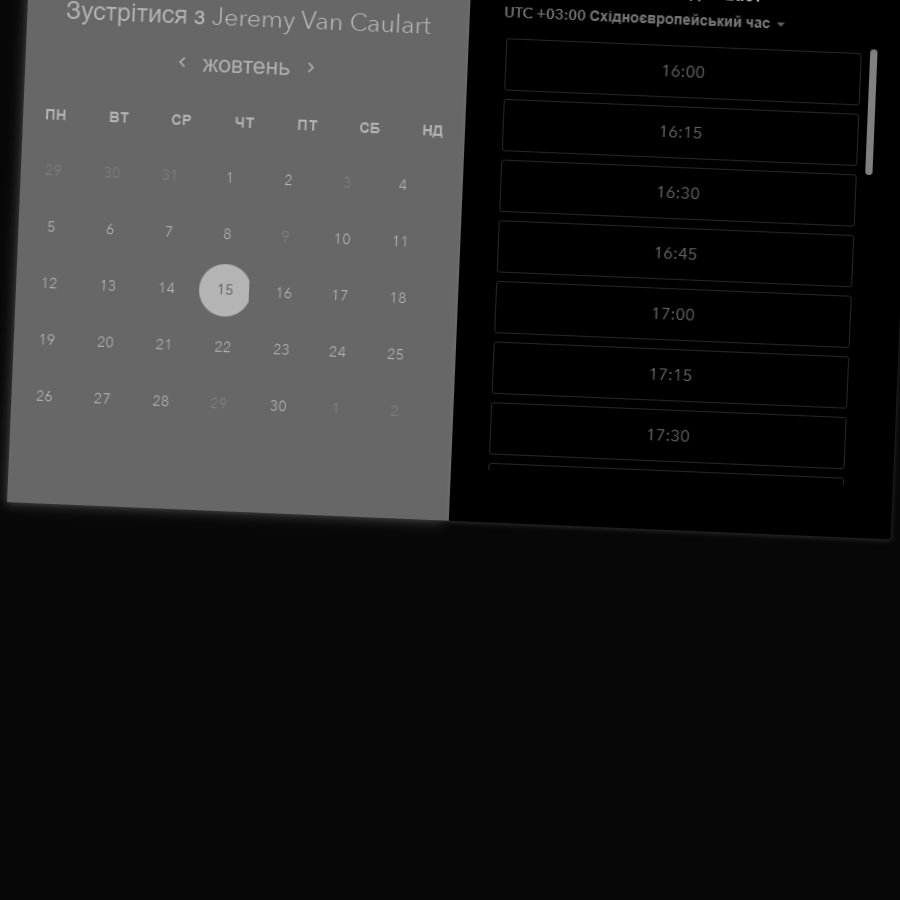 Зустрітися з Jeremy Van Caulart
‹ жовтень ›
ПН ВТ СР ЧТ ПТ СБ НД
29 30 31 1 2 3 4
5 6 7 8 9 10 11
12 13 14 15 16 17 18
19 20 21 22 23 24 25
26 27 28 29 30 1 2
UTC +03:00 Східноєвропейський час
16:00
16:15
16:30
16:45
17:00
17:15
17:30